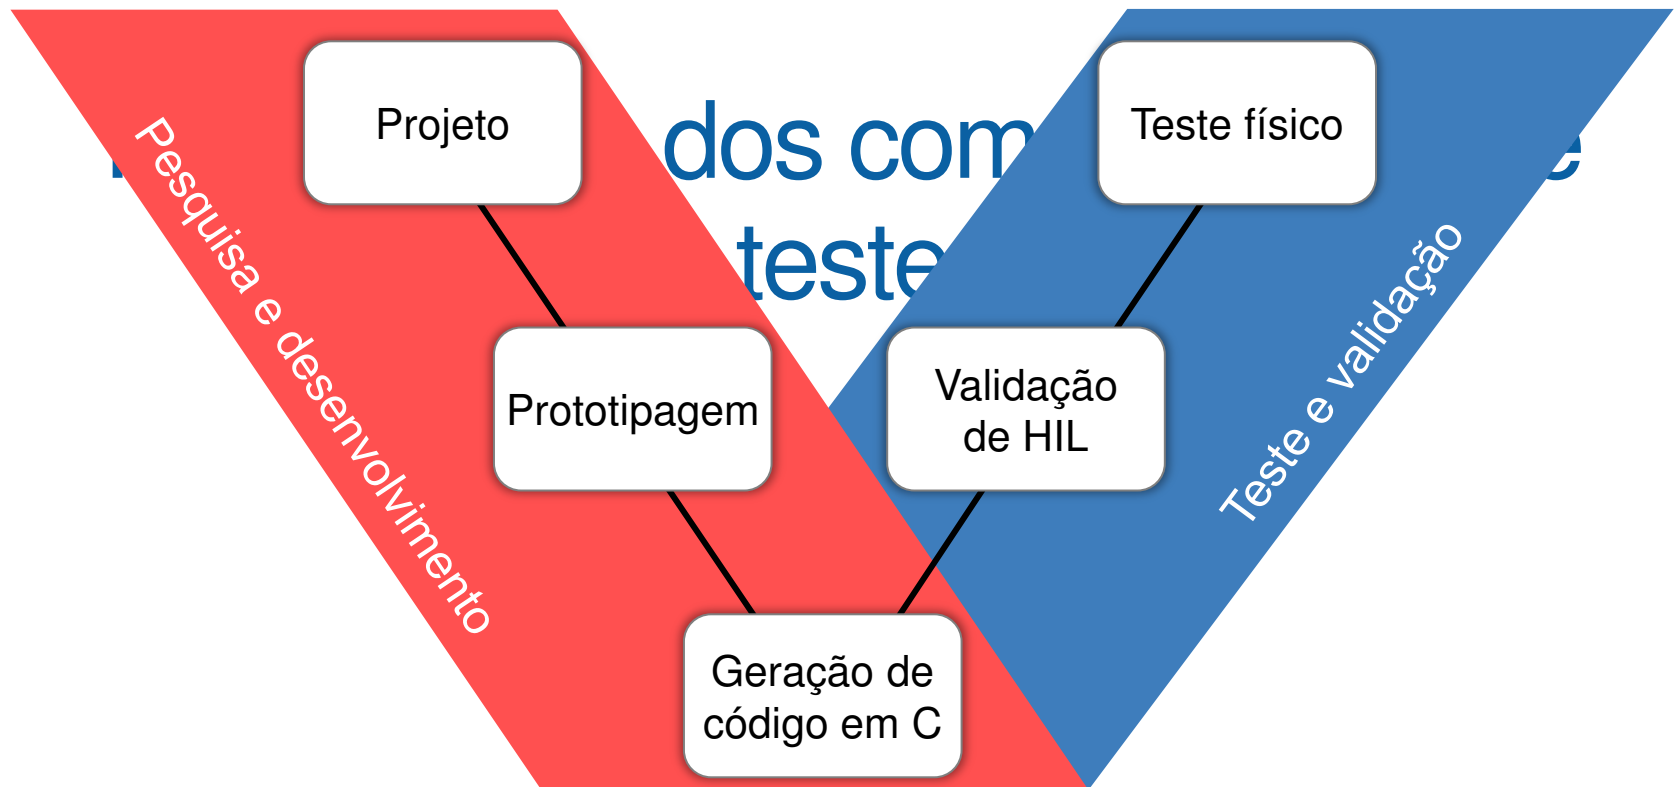 Projeto
Teste físico
dos com
teste
Pesquisa e desenvolvimento
Teste e validação
Prototipagem
Validação
de HIL
Geração de
código em C